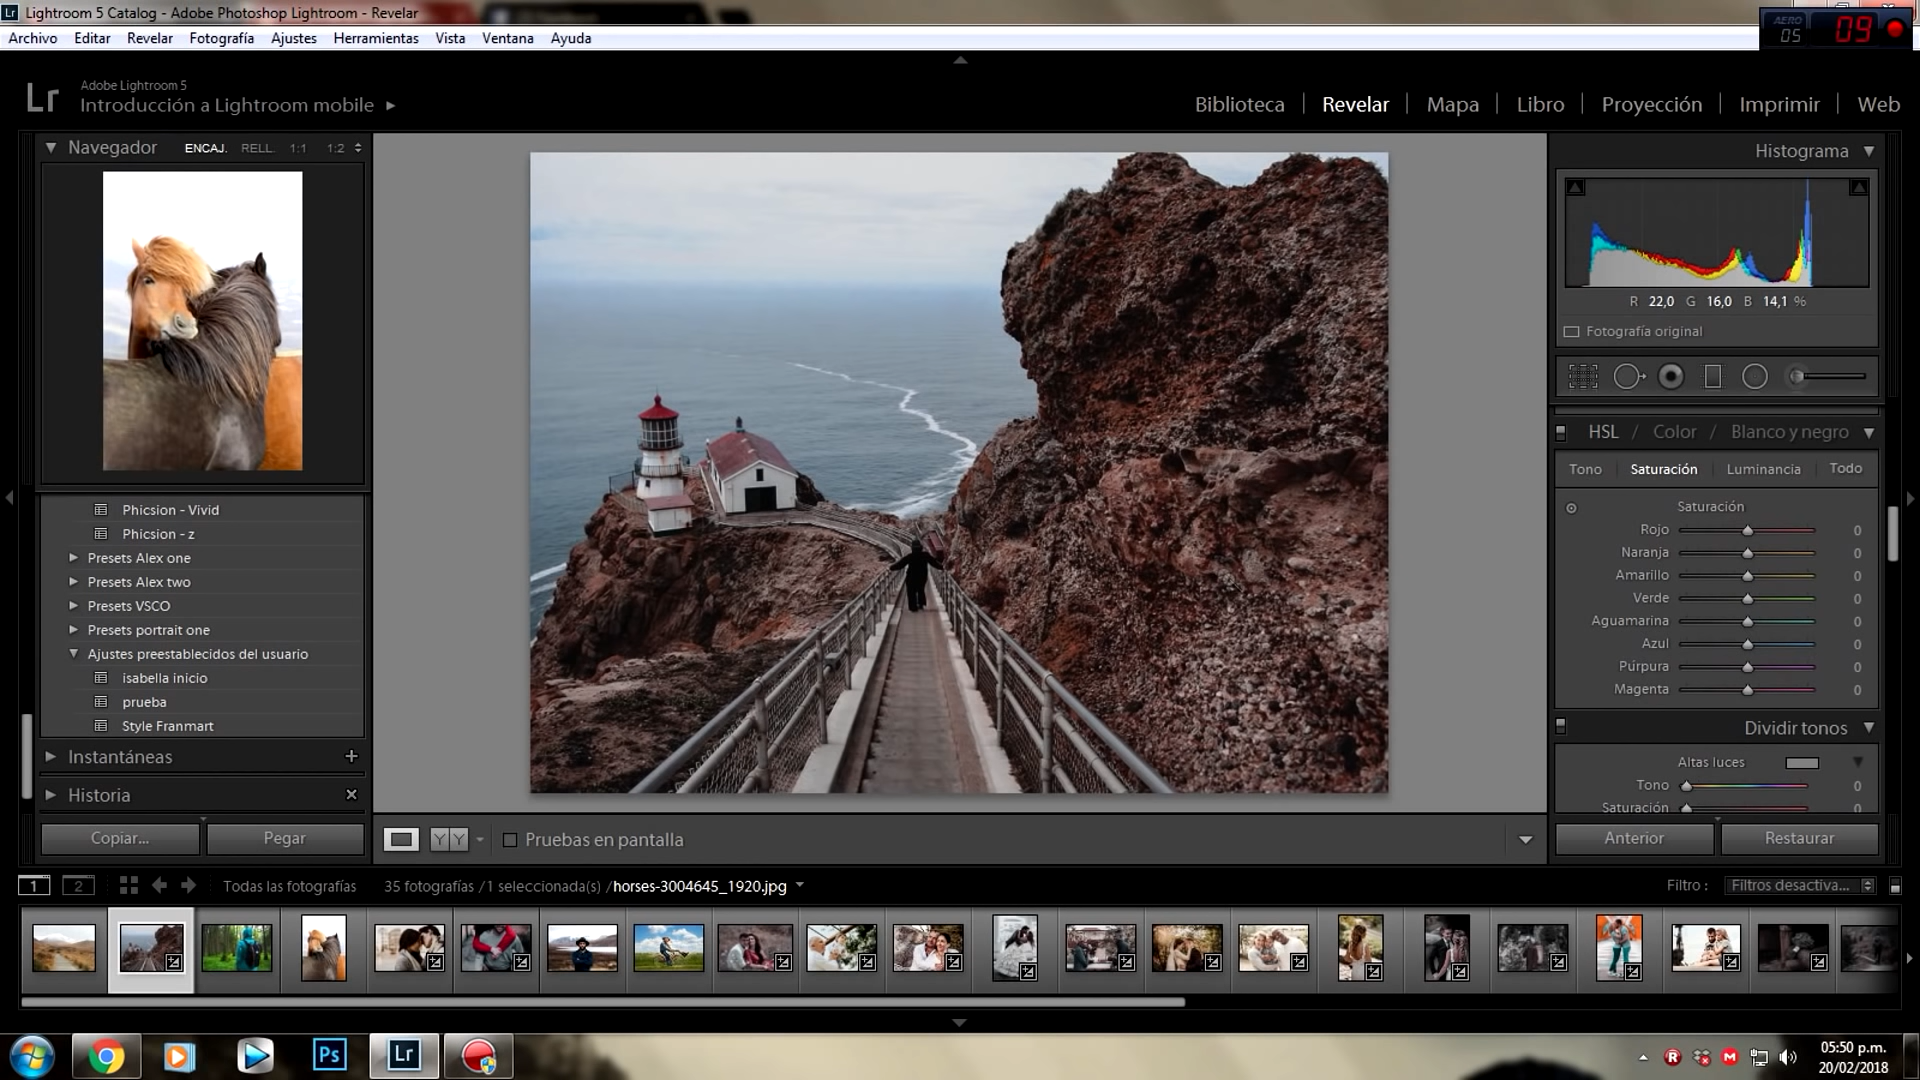 Lightroom 5 Catalog - Adobe Photoshop Lightroom - Revelar
Archivo Editar Revelar Fotografía Ajustes Herramientas Vista Ventana Ayuda
AERO
05
09
Lr
Adobe Lightroom 5
Introducción a Lightroom mobile
Biblioteca | Revelar | Mapa | Libro | Proyección | Imprimir | Web
Navegador ENCAJ. RELL. 1:1 1:2
Phicsion - Vivid
Phicsion - z
Presets Alex one
Presets Alex two
Presets VSCO
Presets portrait one
Ajustes preestablecidos del usuario
isabella inicio
prueba
Style Franmart
Instantáneas +
Historia
Copiar... Pegar
Histograma
R 22,0 G 16,0 B 14,1 %
Fotografía original
HSL / Color / Blanco y negro
Tono Saturación Luminancia Todo
Saturación
Rojo 0
Naranja 0
Amarillo 0
Verde 0
Aguamarina 0
Azul 0
Púrpura 0
Magenta 0
Dividir tonos
Altas luces
Tono 0
Saturación 0
Anterior Restaurar
YY
Pruebas en pantalla
1 2 Todas las fotografías 35 fotografías /1 seleccionada(s) /horses-3004645_1920.jpg
Filtro : Filtros desactiva...
Ps Lr
R M
05:50 p.m.
20/02/2018